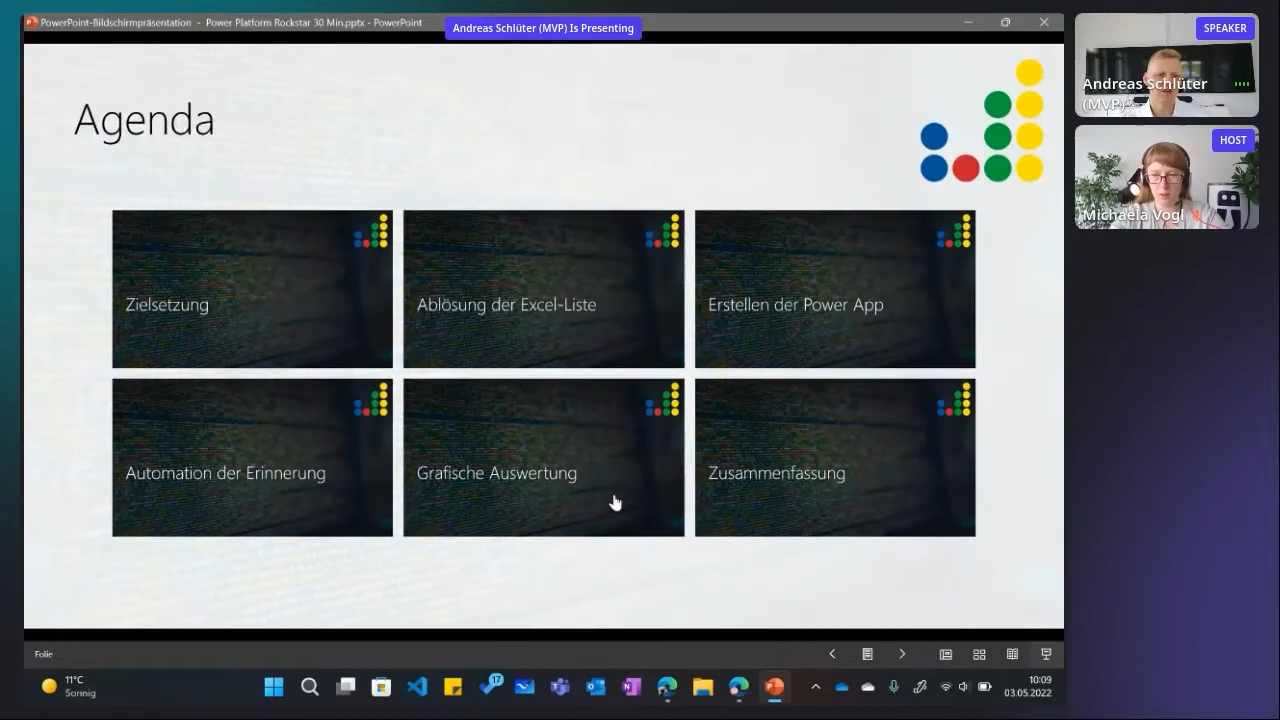 PowerPoint-Bildschirmpräsentation - Power Platform Rockstar 30 Min.pptx - PowerPoint
Andreas Schlüter (MVP) Is Presenting
SPEAKER
Andreas Schlüter
(MVP)
HOST
Michaela Vogl
Agenda
Zielsetzung
Ablösung der Excel-Liste
Erstellen der Power App
Automation der Erinnerung
Grafische Auswertung
Zusammenfassung
Folie
11°C
Sonnig
17
10:09
03.05.2022